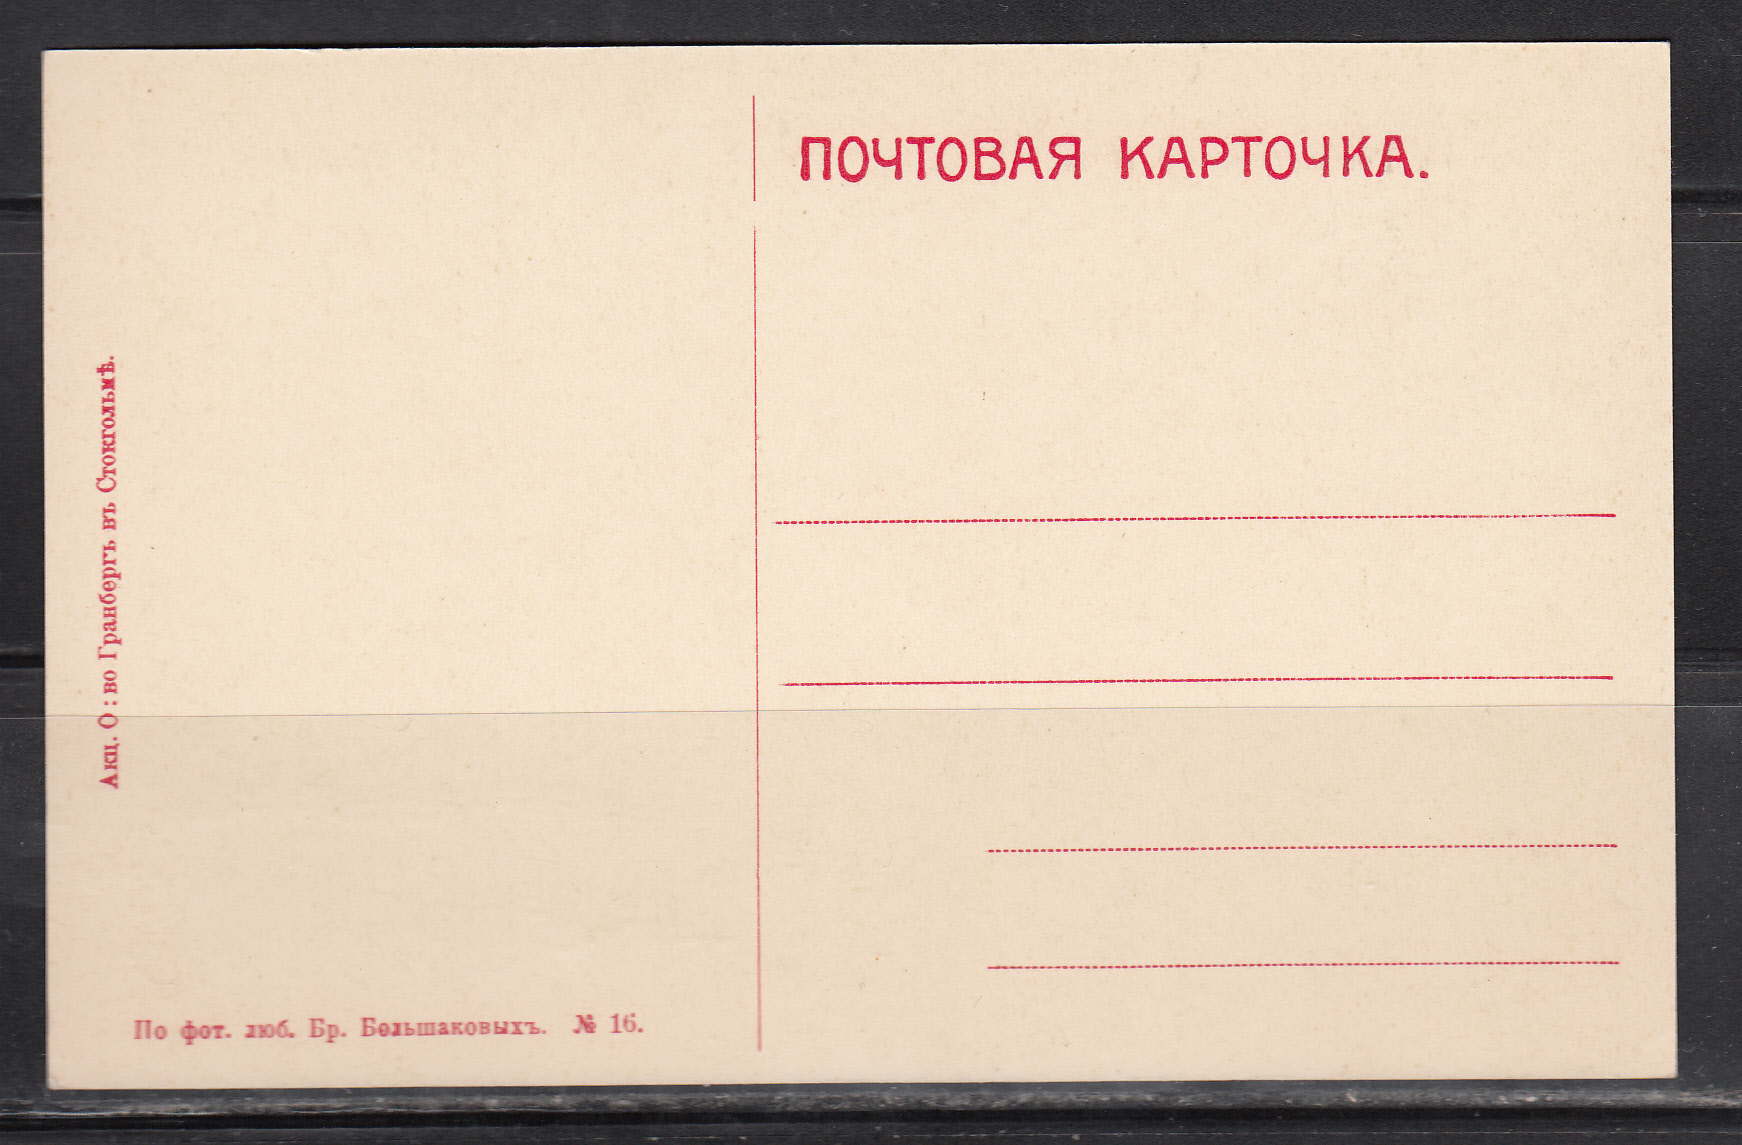 ПОЧТОВАЯ КАРТОЧКА.
Акц. О: во Гранбергъ въ Стокгольмѣ.
По фот. люб. Бр. Большаковыхъ. № 16.